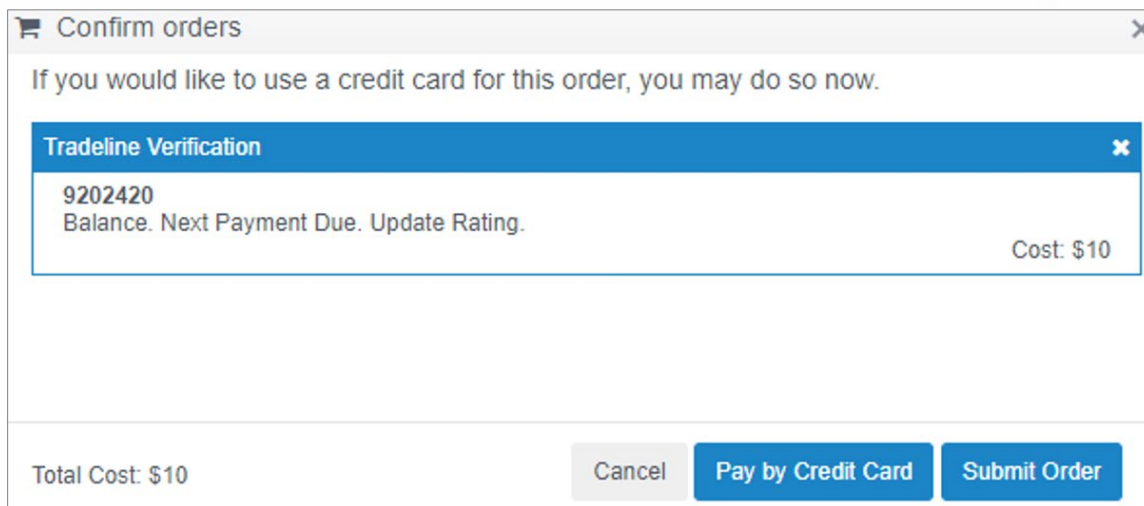 Confirm orders
If you would like to use a credit card for this order, you may do so now.
Tradeline Verification
9202420
Balance. Next Payment Due. Update Rating.
Cost: $10
Total Cost: $10
Cancel
Pay by Credit Card
Submit Order